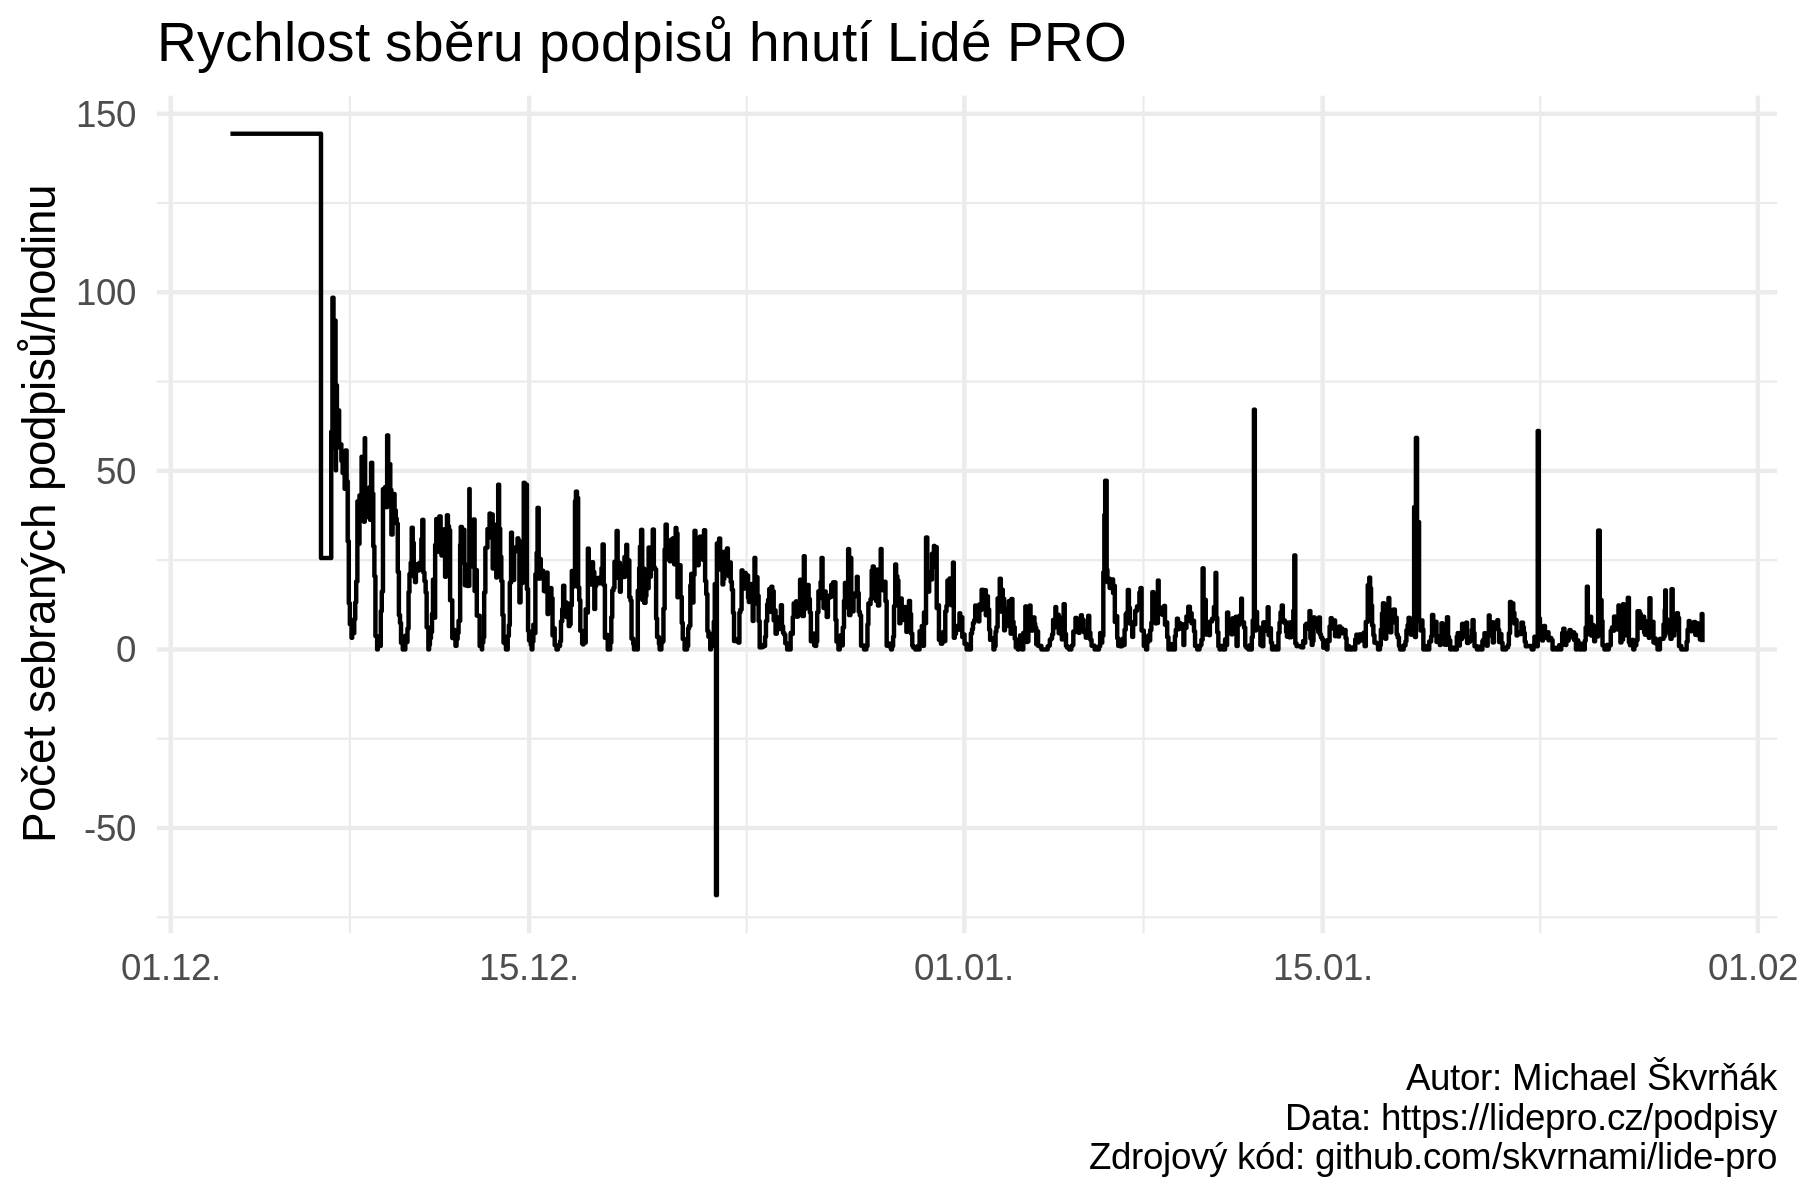 Rychlost sběru podpisů hnutí Lidé PRO
Počet sebraných podpisů/hodinu
150
100
50
0
-50
01.12.
15.12.
01.01.
15.01.
01.02
Autor: Michael Škvrňák
Data: https://lidepro.cz/podpisy
Zdrojový kód: github.com/skvrnami/lide-pro